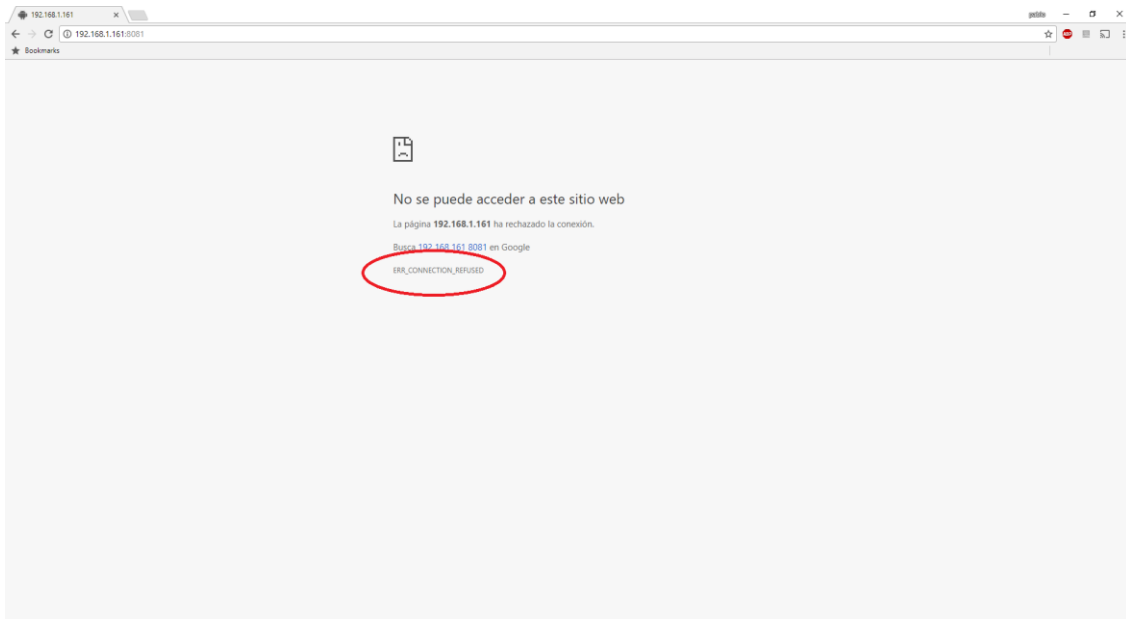 192.168.1.161
192.168.1.161:8081
Bookmarks
No se puede acceder a este sitio web
La página 192.168.1.161 ha rechazado la conexión.
Busca 192.168.161 8081 en Google
ERR_CONNECTION_REFUSED